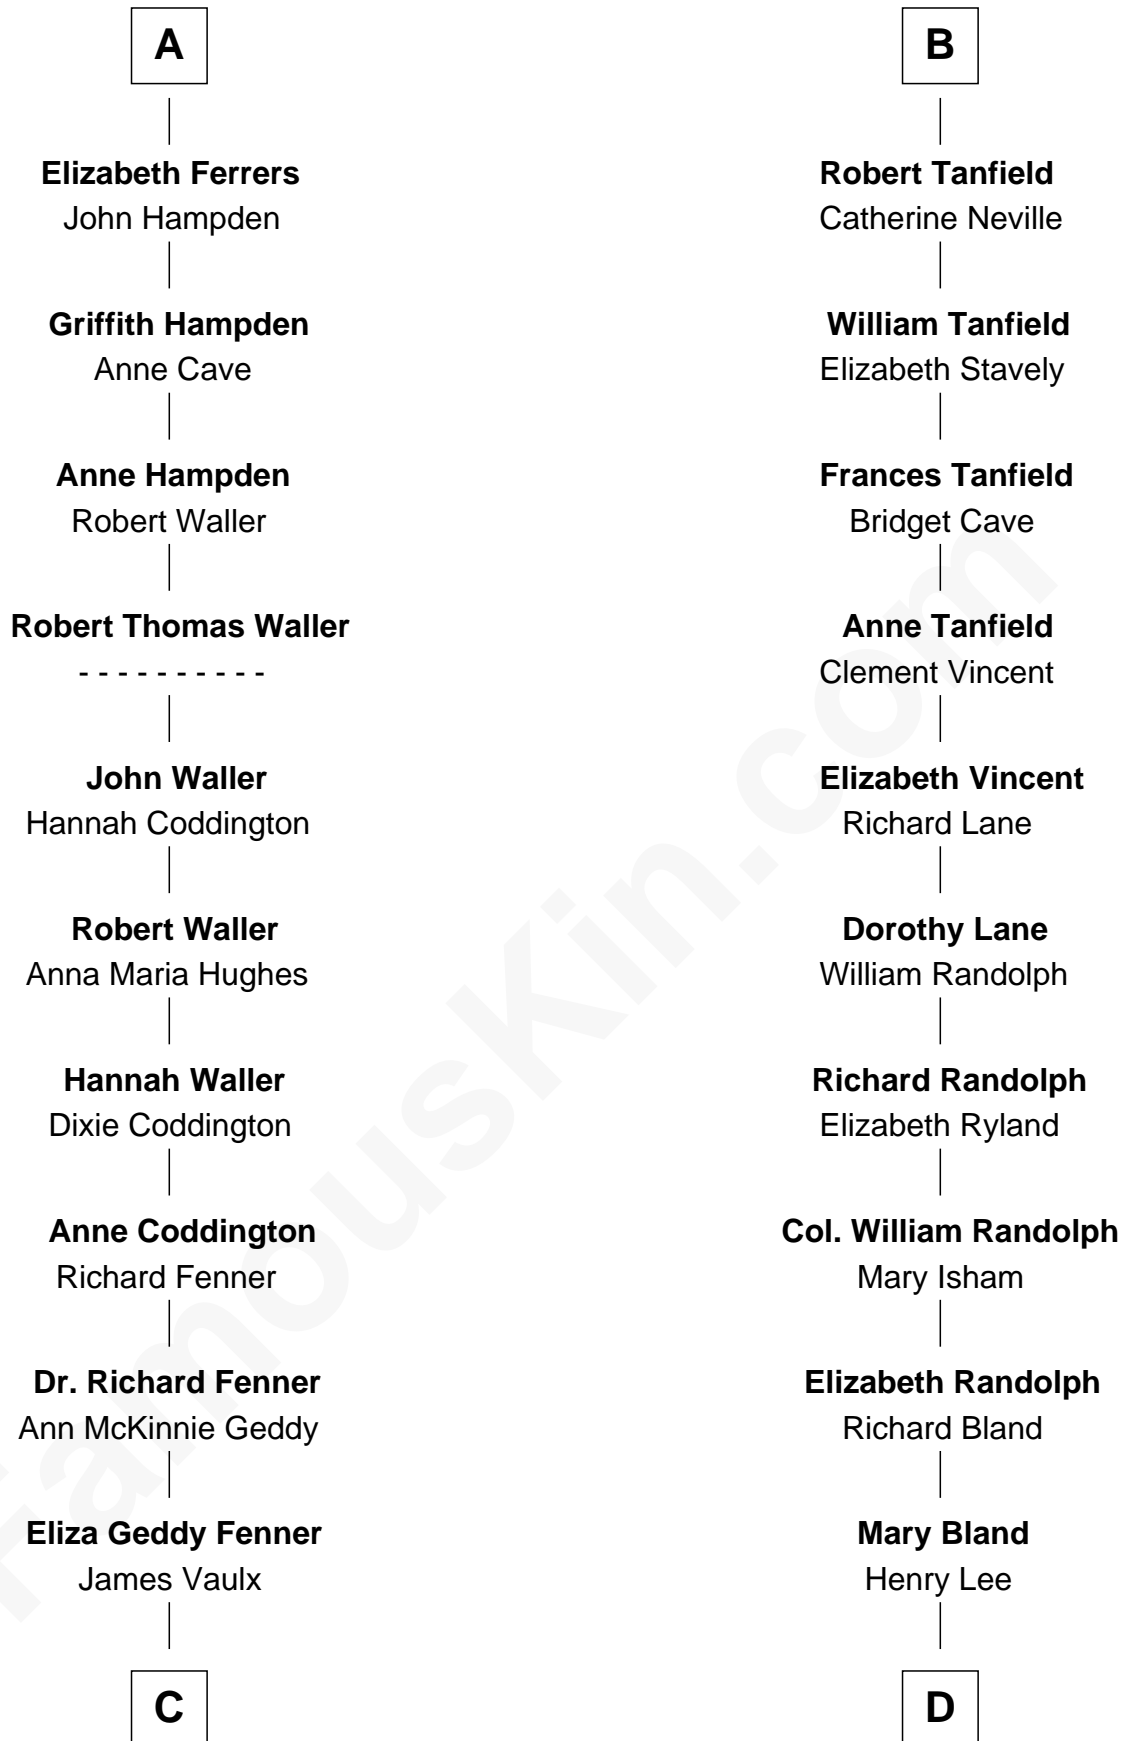 A
Elizabeth Ferrers
John Hampden
Griffith Hampden
Anne Cave
Anne Hampden
Robert Waller
Robert Thomas Waller
- - - - - - - - - -
John Waller
Hannah Coddington
Robert Waller
Anna Maria Hughes
Hannah Waller
Dixie Coddington
Anne Coddington
Richard Fenner
Dr. Richard Fenner
Ann McKinnie Geddy
Eliza Geddy Fenner
James Vaulx
C
B
Robert Tanfield
Catherine Neville
William Tanfield
Elizabeth Stavely
Frances Tanfield
Bridget Cave
Anne Tanfield
Clement Vincent
Elizabeth Vincent
Richard Lane
Dorothy Lane
William Randolph
Richard Randolph
Elizabeth Ryland
Col. William Randolph
Mary Isham
Elizabeth Randolph
Richard Bland
Mary Bland
Henry Lee
D
FamousKin.com